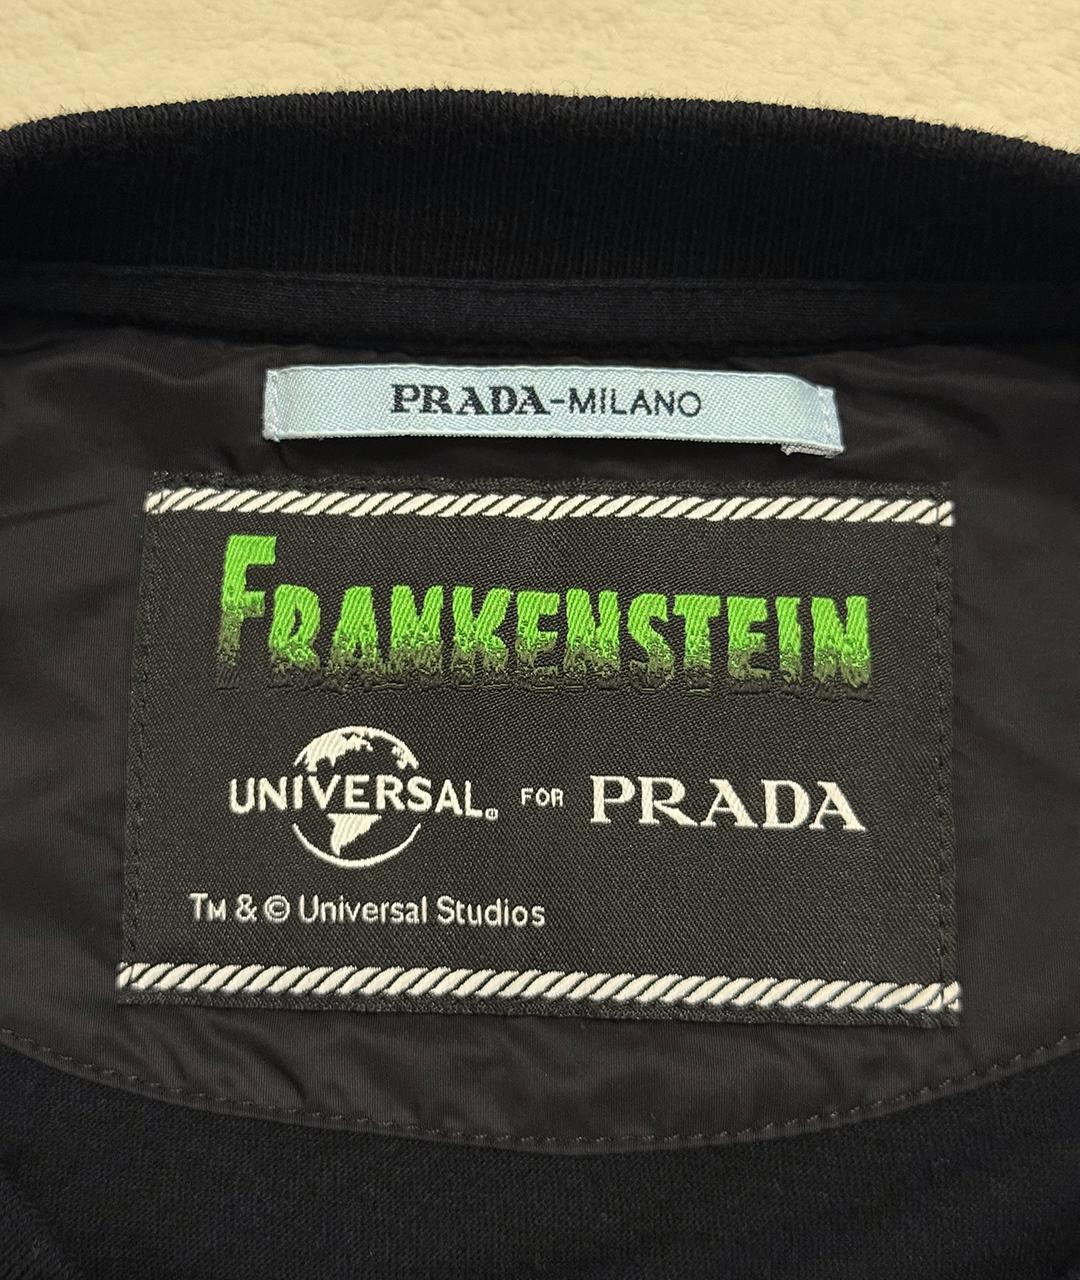 PRADA-MILANO
FRANKENSTEIN
UNIVERSAL® FOR PRADA
TM & © Universal Studios